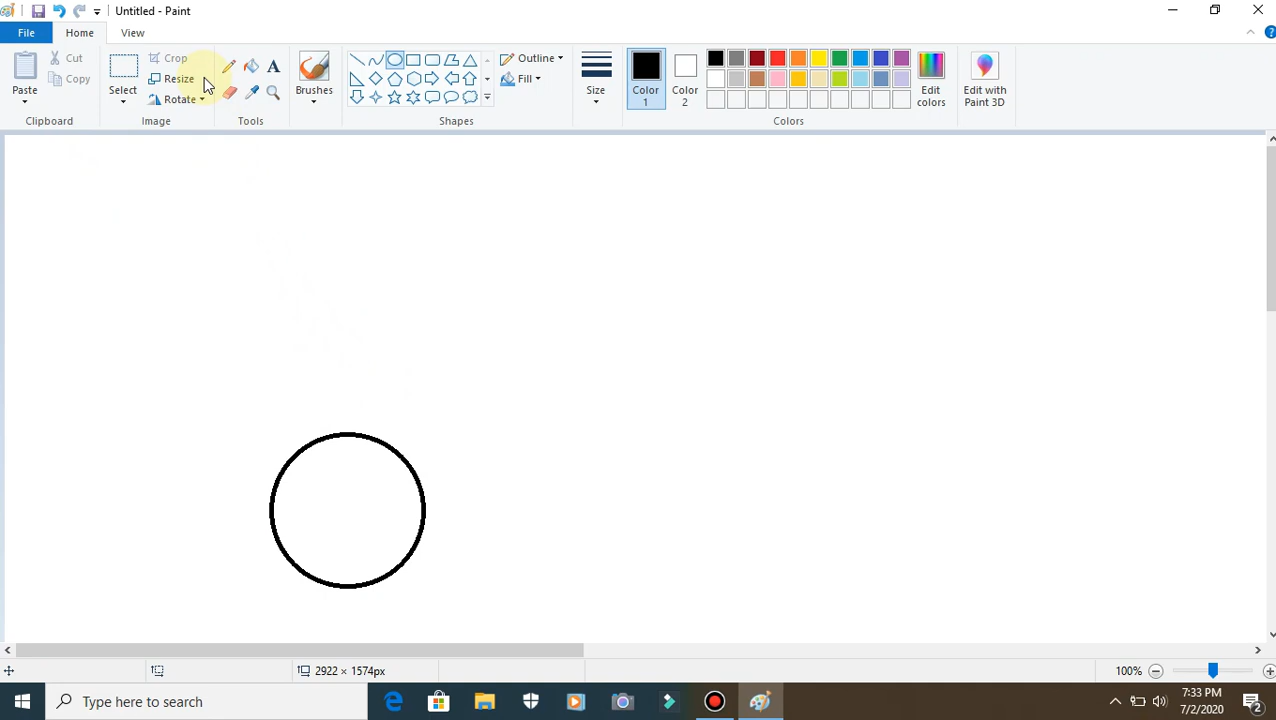 Untitled - Paint
File Home View
Paste Cut Copy
Select Crop Resize Rotate
A
Brushes
Outline
Fill
Size
Color 1
Color 2
Edit colors
Edit with Paint 3D
Clipboard Image Tools Shapes Colors
2922 × 1574px
100%
Type here to search
7:33 PM
7/2/2020
2